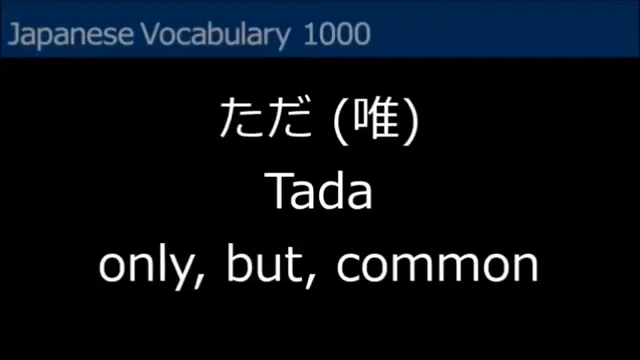 Japanese Vocabulary 1000
ただ (唯)
Tada
only, but, common